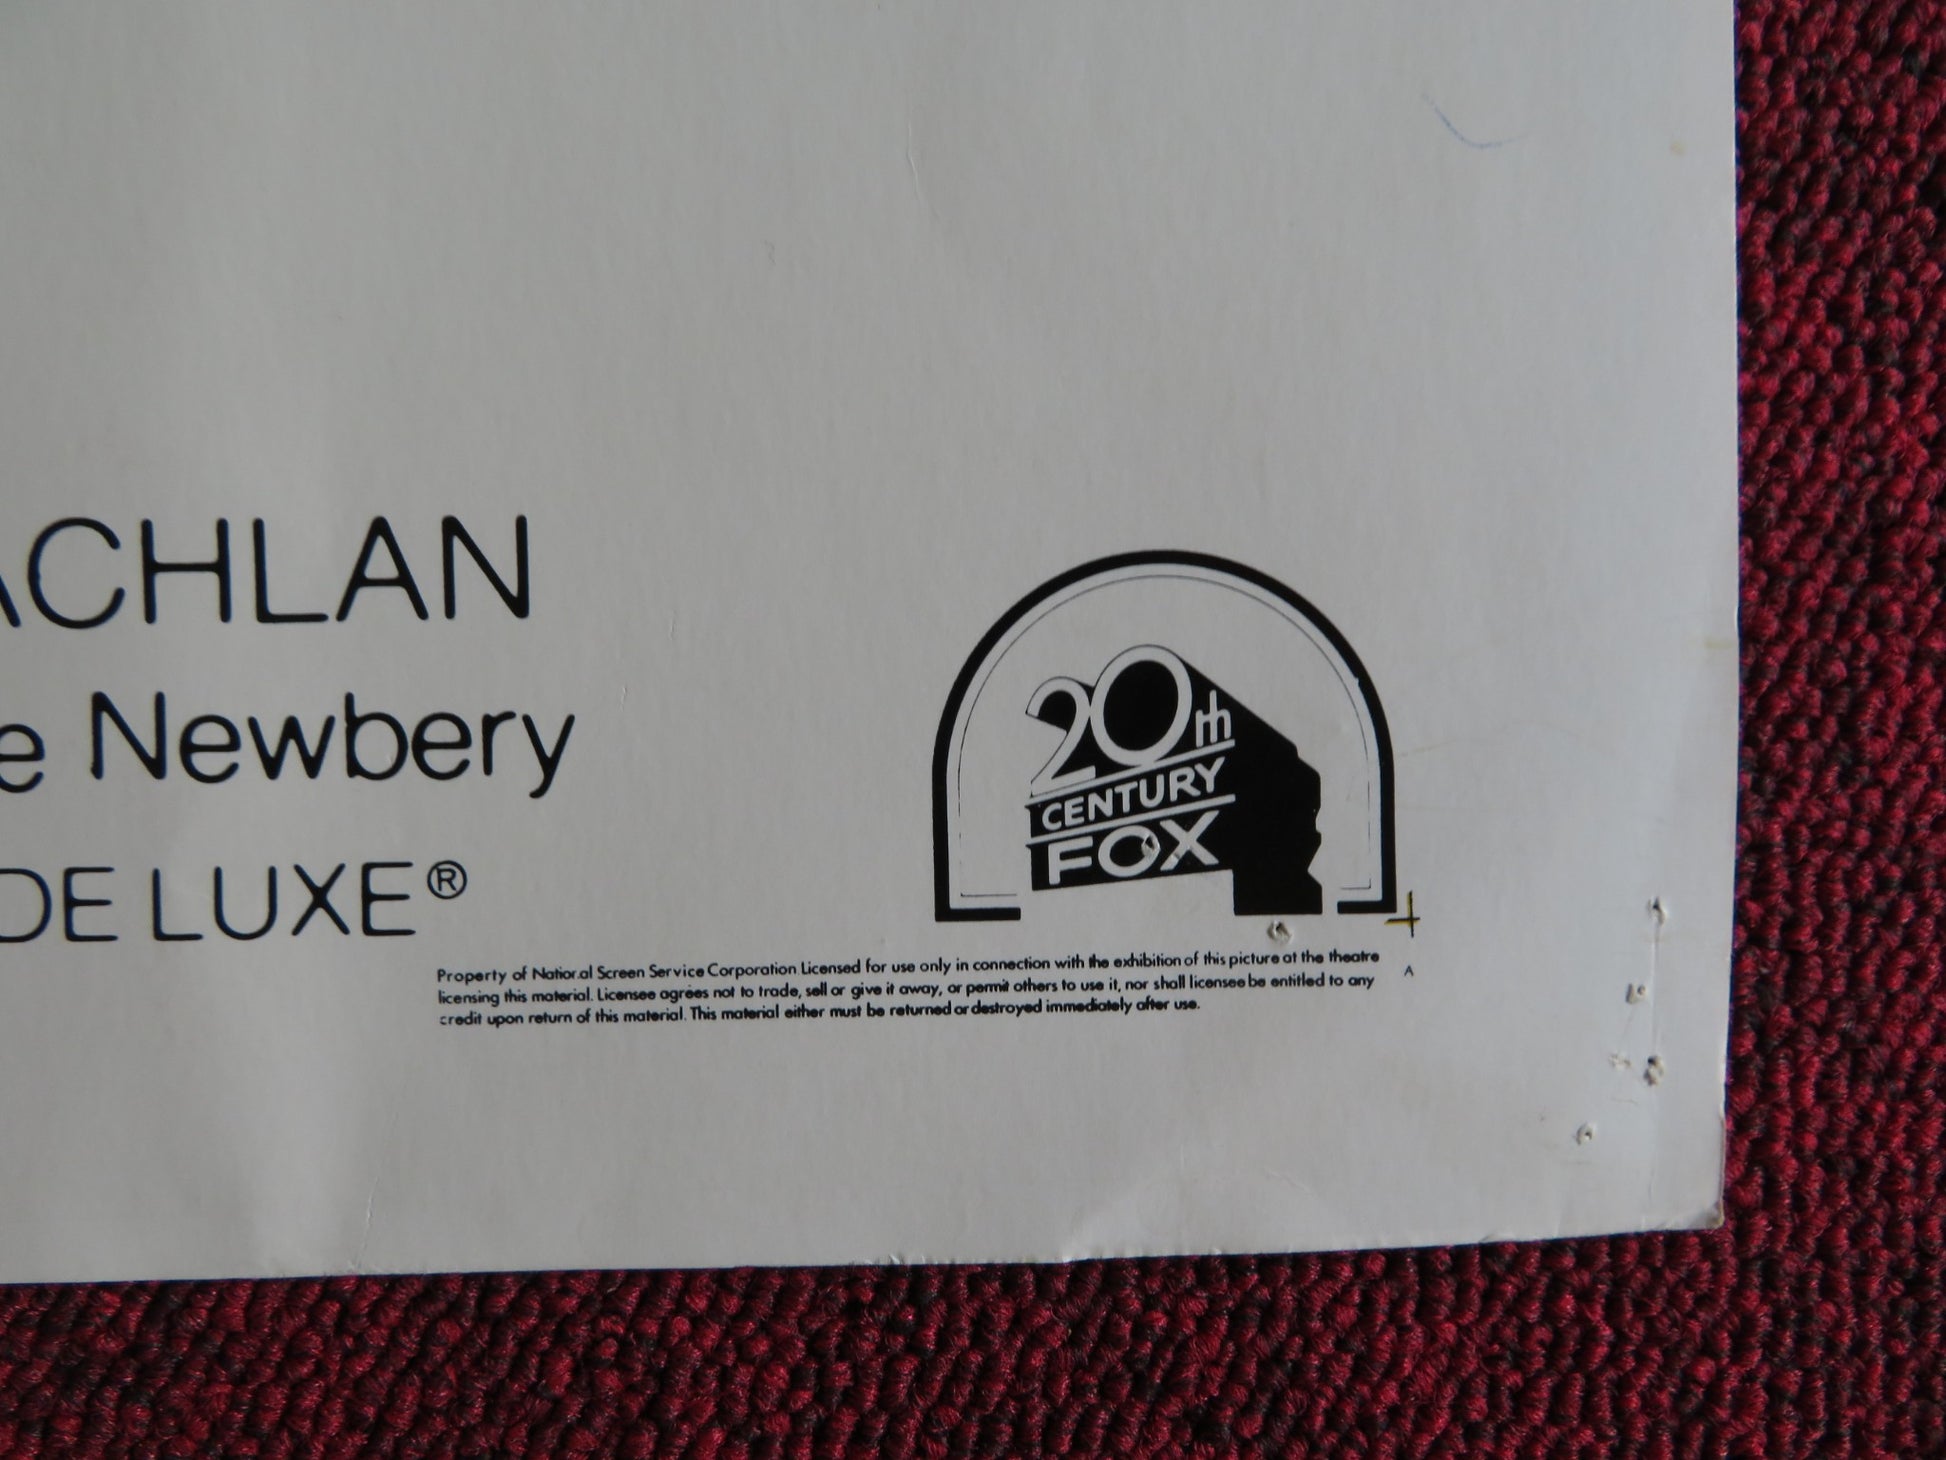 ACHLAN
e Newbery
DE LUXE®
20th
CENTURY
FOX
Property of National Screen Service Corporation Licensed for use only in connection with the exhibition of this picture at the theatre
licensing this material. Licensee agrees not to trade, sell or give it away, or permit others to use it, nor shall licensee be entitled to any
credit upon return of this material. This material either must be returned or destroyed immediately after use.
A